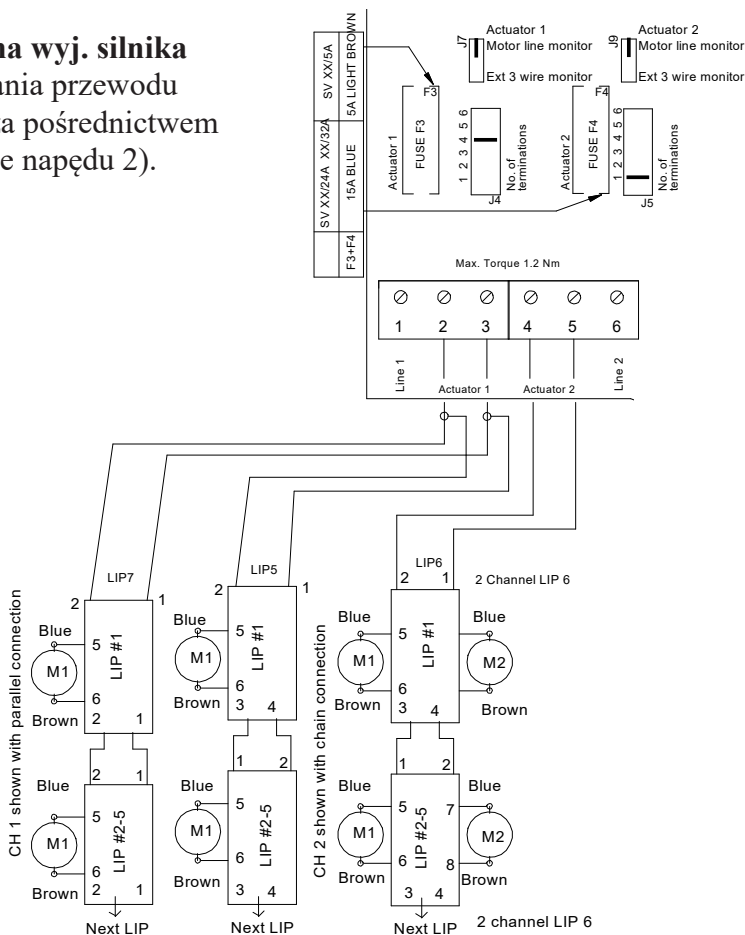 na wyj. silnika
ania przewodu
za pośrednictwem
e napędu 2).
SV XX/5A
5A LIGHT BROWN
SV XX/24A XX/32A
15A BLUE
F3+F4
Actuator 1
FUSE F3
F3
J7
Actuator 1
Motor line monitor
Ext 3 wire monitor
1 2 3 4 5 6
No. of
terminations
J4
Actuator 2
FUSE F4
F4
J9
Actuator 2
Motor line monitor
Ext 3 wire monitor
1 2 3 4 5 6
No. of
terminations
J5
Max. Torque 1.2 Nm
1 2 3 4 5 6
Line 1
Actuator 1
Actuator 2
Line 2
CH 1 shown with parallel connection
LIP7
2 1
Blue
5
M1
LIP #1
6
Brown
2 1
2 1
Blue
5
M1
LIP #2-5
6
Brown
2 1
Next LIP
LIP5
2 1
Blue
5
M1
LIP #1
6
Brown
3 4
1 2
Blue
5
M1
LIP #2-5
6
Brown
3 4
Next LIP
CH 2 shown with chain connection
LIP6
2 1
2 Channel LIP 6
Blue
5
M1
LIP #1
6
Brown
Blue
M2
Brown
3 4
1 2
Blue
5 7
M1
LIP #2-5
6 8
Brown
Blue
M2
Brown
3 4
Next LIP
2 channel LIP 6